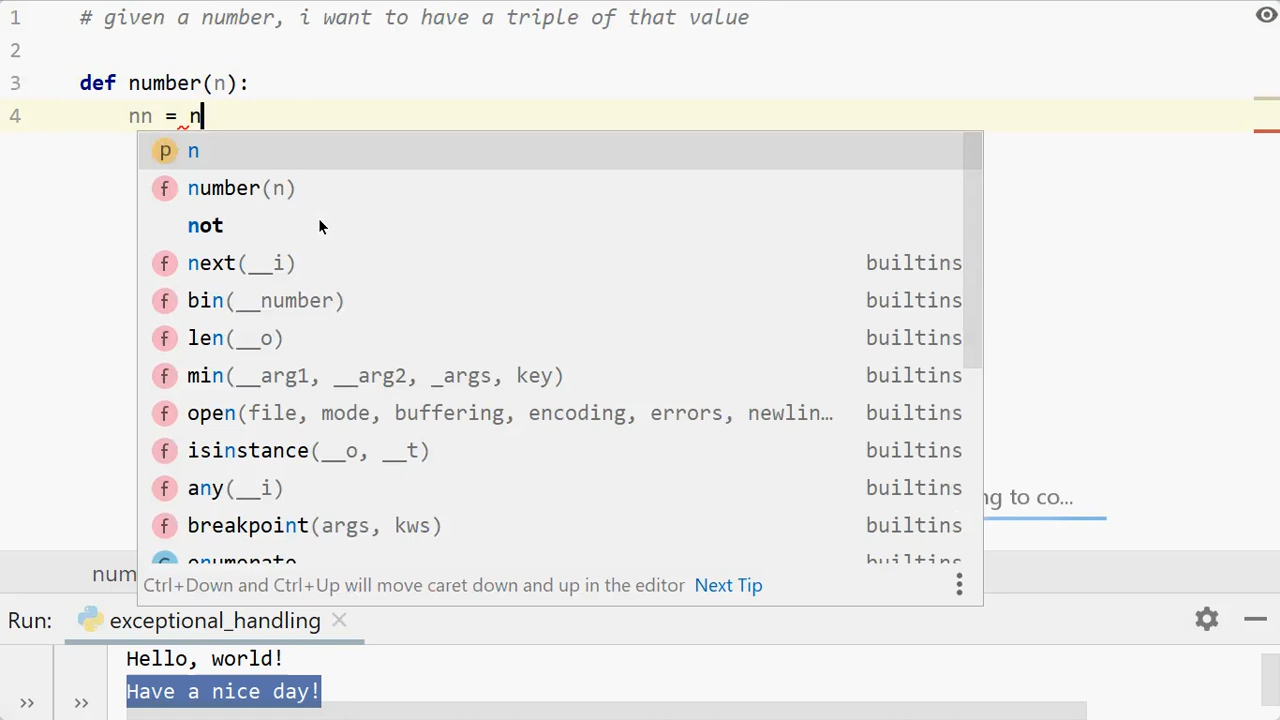 1 # given a number, i want to have a triple of that value
2
3 def number(n):
4 nn = n
p n
f number(n)
not
f next(__i) builtins
f bin(__number) builtins
f len(__o) builtins
f min(__arg1, __arg2, _args, key) builtins
f open(file, mode, buffering, encoding, errors, newlin… builtins
f isinstance(__o, __t) builtins
f any(__i) builtins
f breakpoint(args, kws) builtins
enumerate builtins
ng to co...
num
Ctrl+Down and Ctrl+Up will move caret down and up in the editor Next Tip
Run: exceptional_handling
Hello, world!
Have a nice day!